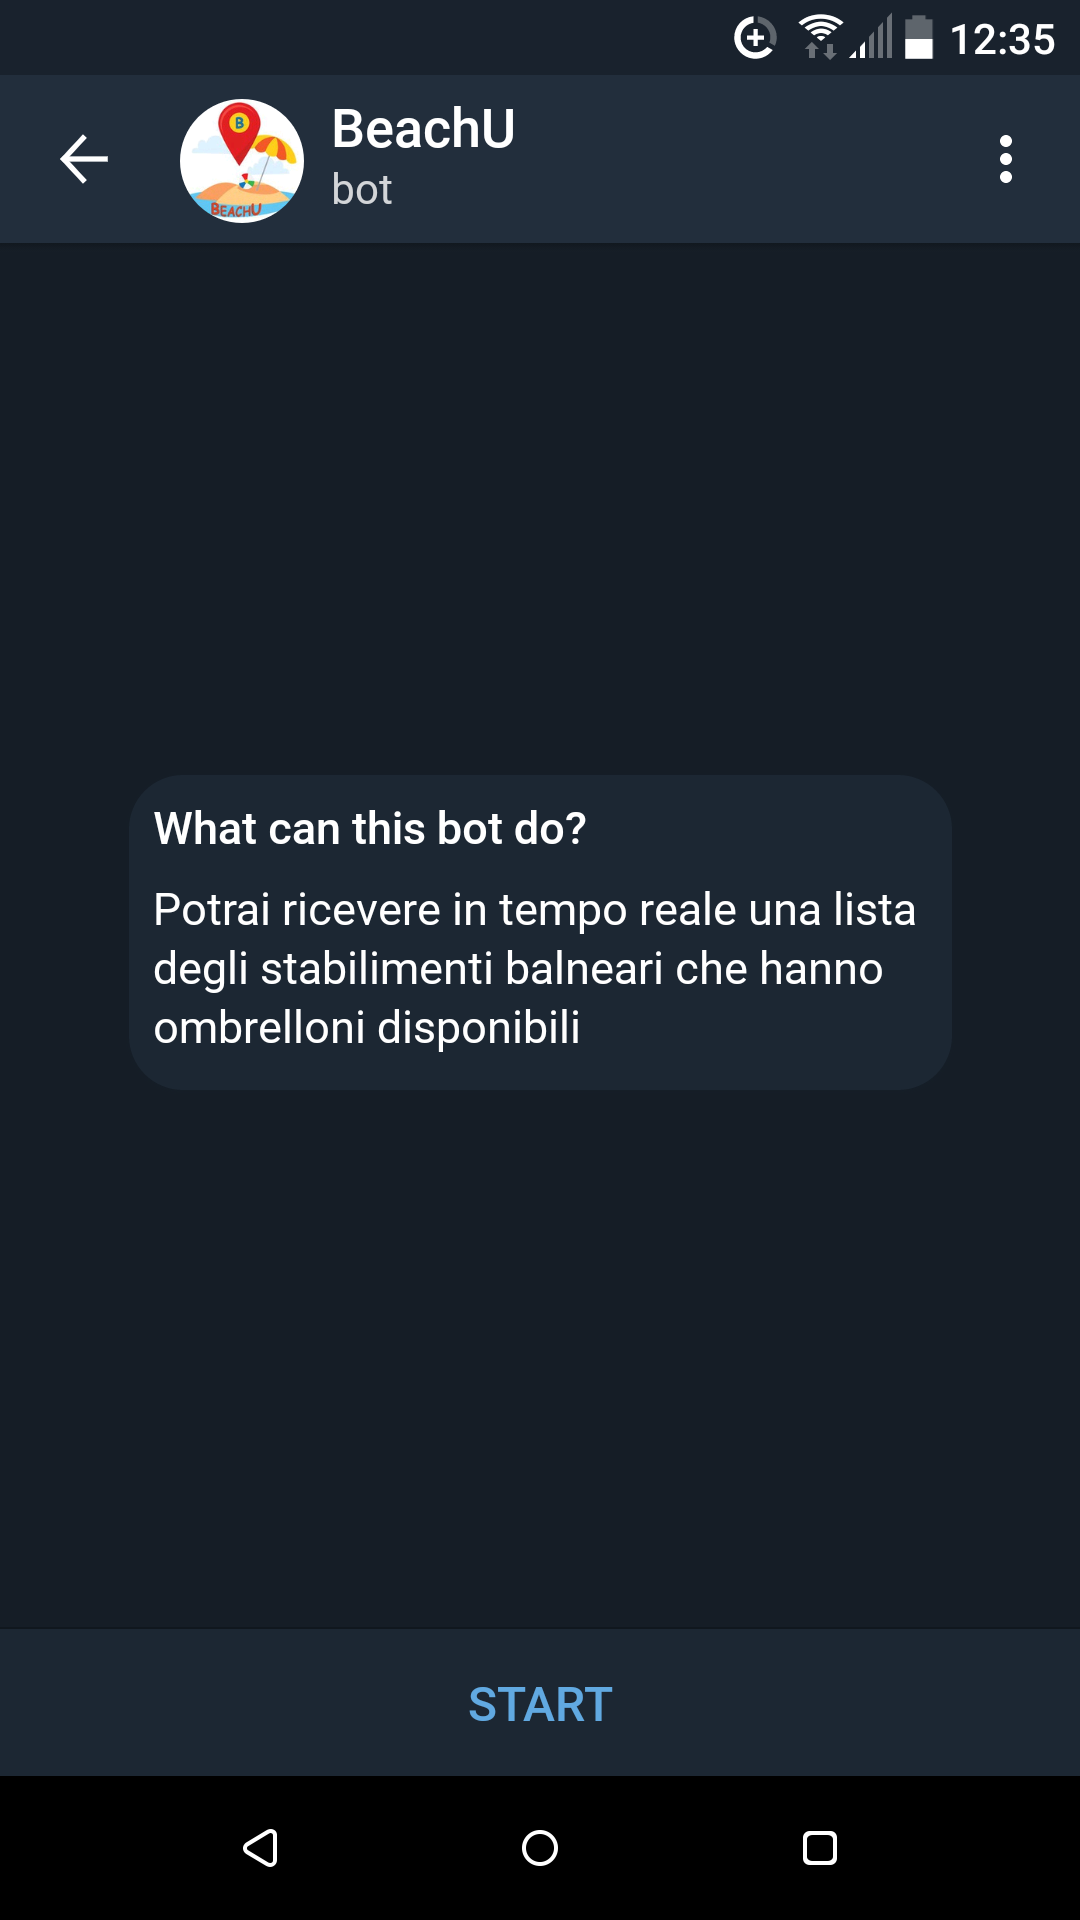 12:35
BeachU
bot
B
BEACHU
What can this bot do?
Potrai ricevere in tempo reale una lista
degli stabilimenti balneari che hanno
ombrelloni disponibili
START